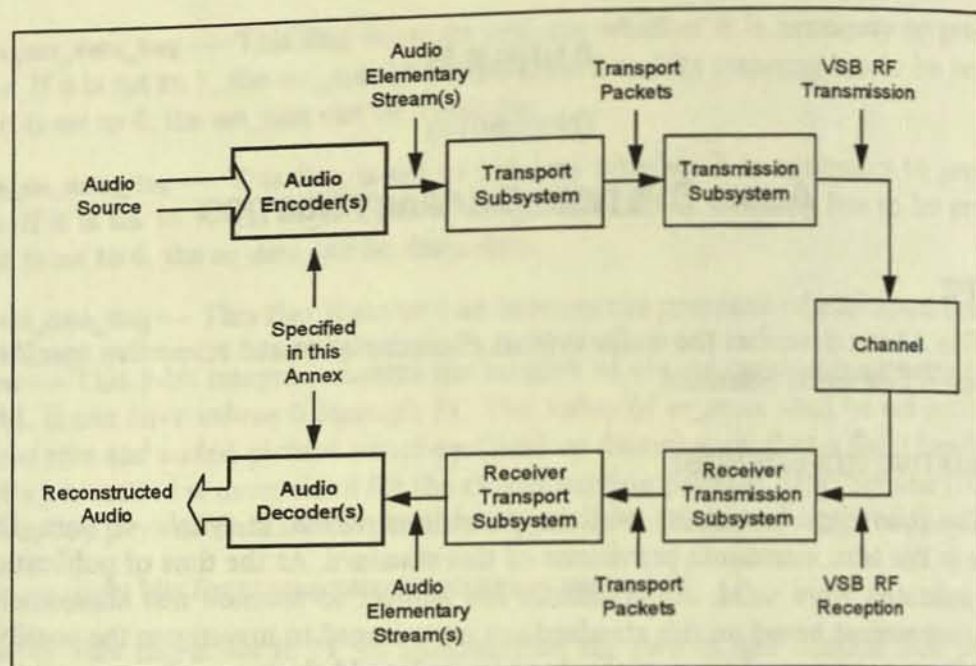 Audio
Elementary
Stream(s)
Transport
Packets
VSB RF
Transmission
Audio
Source
Audio
Encoder(s)
Transport
Subsystem
Transmission
Subsystem
Specified
in this
Annex
Channel
Reconstructed
Audio
Audio
Decoder(s)
Receiver
Transport
Subsystem
Receiver
Transmission
Subsystem
Audio
Elementary
Stream(s)
Transport
Packets
VSB RF
Reception